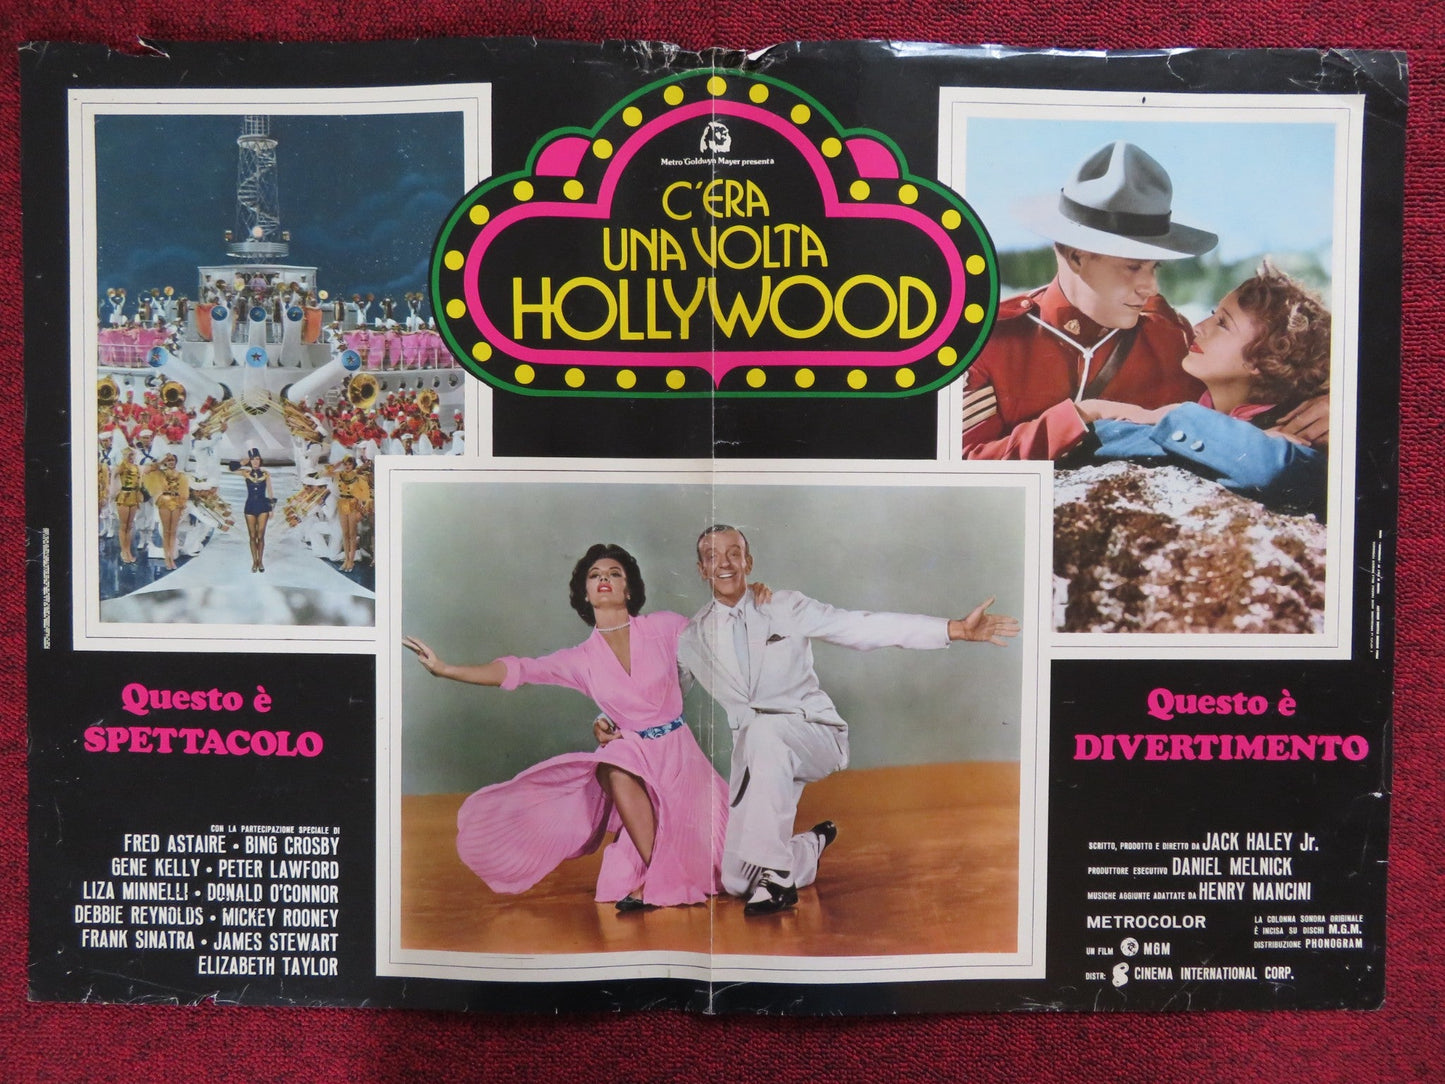 Metro Goldwyn Mayer presenta
C'ERA
UNA VOLTA
HOLLYWOOD
Questo è
SPETTACOLO
CON LA PARTECIPAZIONE SPECIALE DI
FRED ASTAIRE • BING CROSBY
GENE KELLY • PETER LAWFORD
LIZA MINNELLI • DONALD O'CONNOR
DEBBIE REYNOLDS • MICKEY ROONEY
FRANK SINATRA • JAMES STEWART
ELIZABETH TAYLOR
Questo è
DIVERTIMENTO
SCRITTO, PRODOTTO E DIRETTO DA JACK HALEY Jr.
PRODUTTORE ESECUTIVO DANIEL MELNICK
MUSICHE AGGIUNTE ADATTATE DA HENRY MANCINI
METROCOLOR
LA COLONNA SONORA ORIGINALE
È INCISA SU DISCHI M.G.M.
DISTRIBUZIONE PHONOGRAM
UN FILM MGM
DISTR: CINEMA INTERNATIONAL CORP.